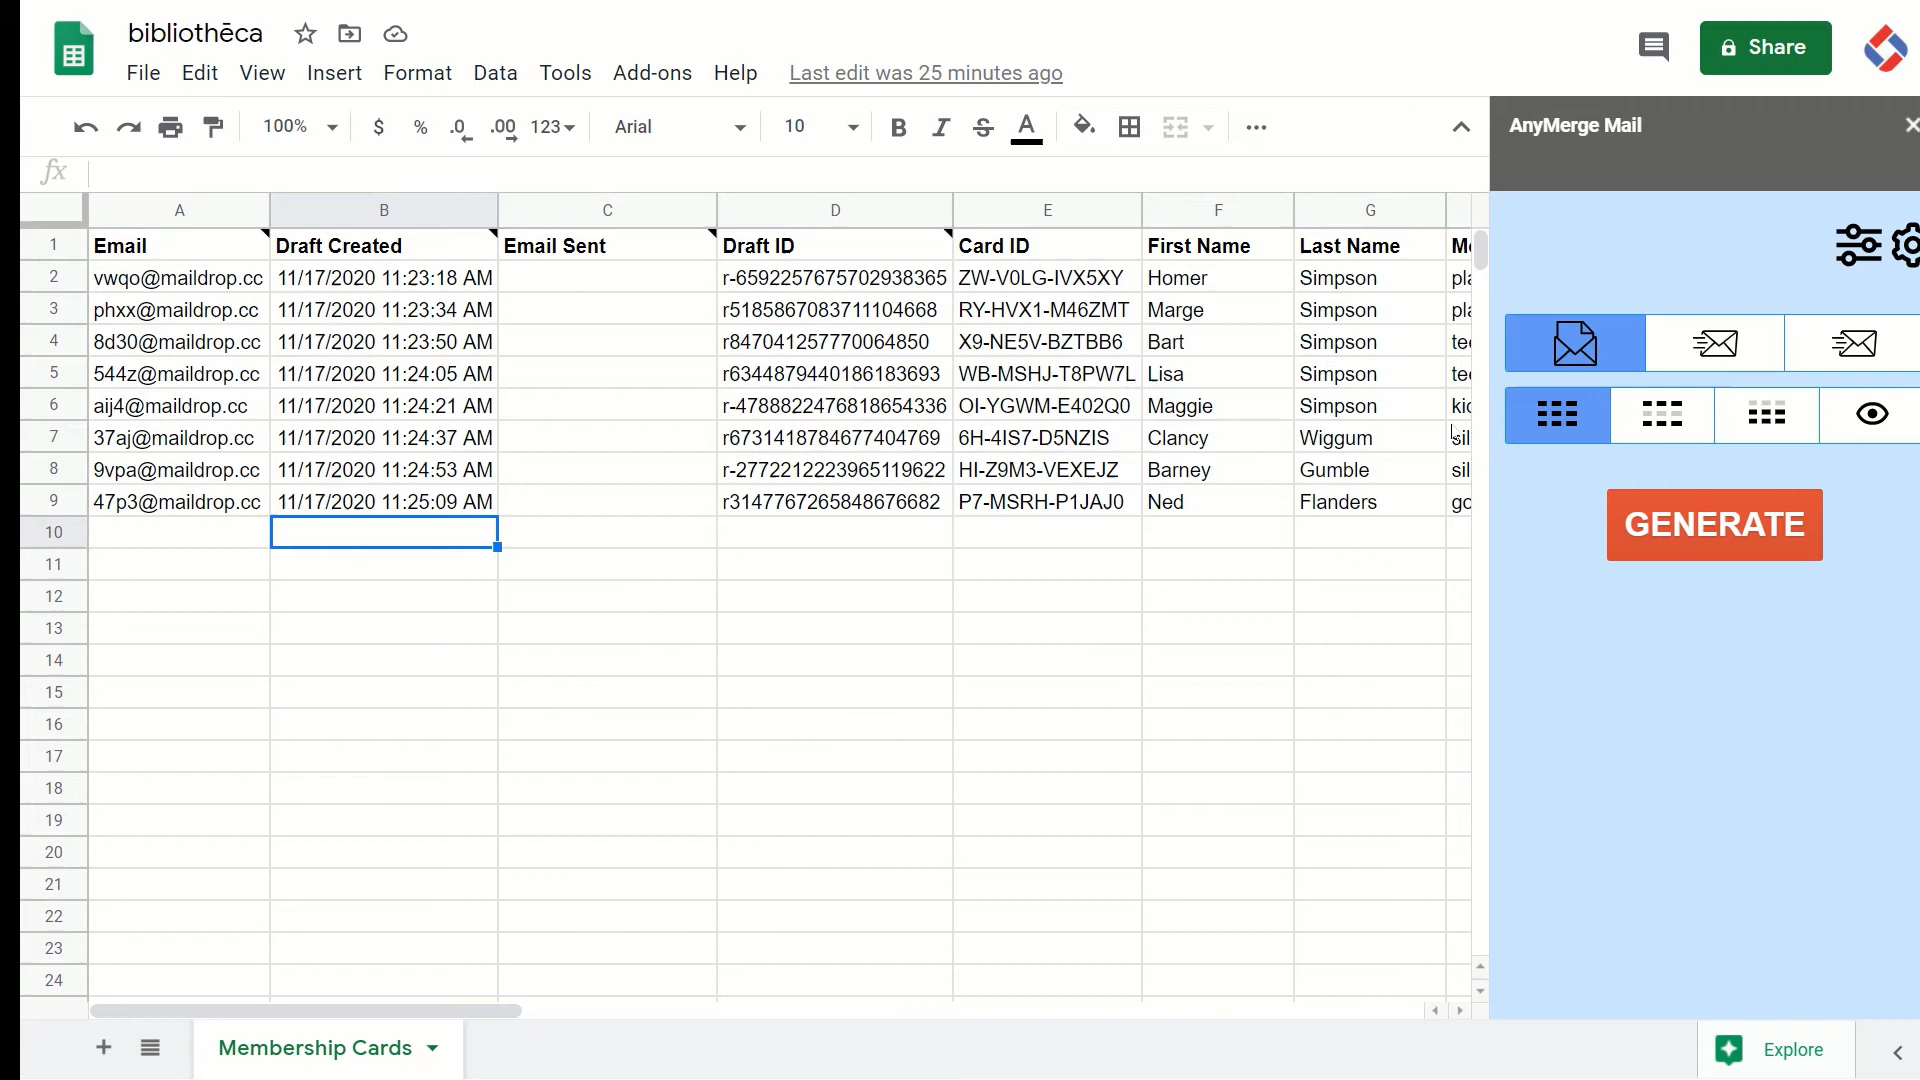 bibliothēca
File Edit View Insert Format Data Tools Add-ons Help Last edit was 25 minutes ago
Share
100% $ % .0 .00 123 Arial 10 B I S A
AnyMerge Mail
fx
A B C D E F G
1 Email Draft Created Email Sent Draft ID Card ID First Name Last Name
2 vwqo@maildrop.cc 11/17/2020 11:23:18 AM r-6592257675702938365 ZW-V0LG-IVX5XY Homer Simpson pla
3 phxx@maildrop.cc 11/17/2020 11:23:34 AM r5185867083711104668 RY-HVX1-M46ZMT Marge Simpson pla
4 8d30@maildrop.cc 11/17/2020 11:23:50 AM r847041257770064850 X9-NE5V-BZTBB6 Bart Simpson tee
5 544z@maildrop.cc 11/17/2020 11:24:05 AM r6344879440186183693 WB-MSHJ-T8PW7L Lisa Simpson tee
6 aij4@maildrop.cc 11/17/2020 11:24:21 AM r-4788822476818654336 OI-YGWM-E402Q0 Maggie Simpson kic
7 37aj@maildrop.cc 11/17/2020 11:24:37 AM r6731418784677404769 6H-4IS7-D5NZIS Clancy Wiggum sil
8 9vpa@maildrop.cc 11/17/2020 11:24:53 AM r-2772212223965119622 HI-Z9M3-VEXEJZ Barney Gumble sil
9 47p3@maildrop.cc 11/17/2020 11:25:09 AM r3147767265848676682 P7-MSRH-P1JAJ0 Ned Flanders go
10
11
12
13
14
15
16
17
18
19
20
21
22
23
24
GENERATE
Membership Cards
Explore